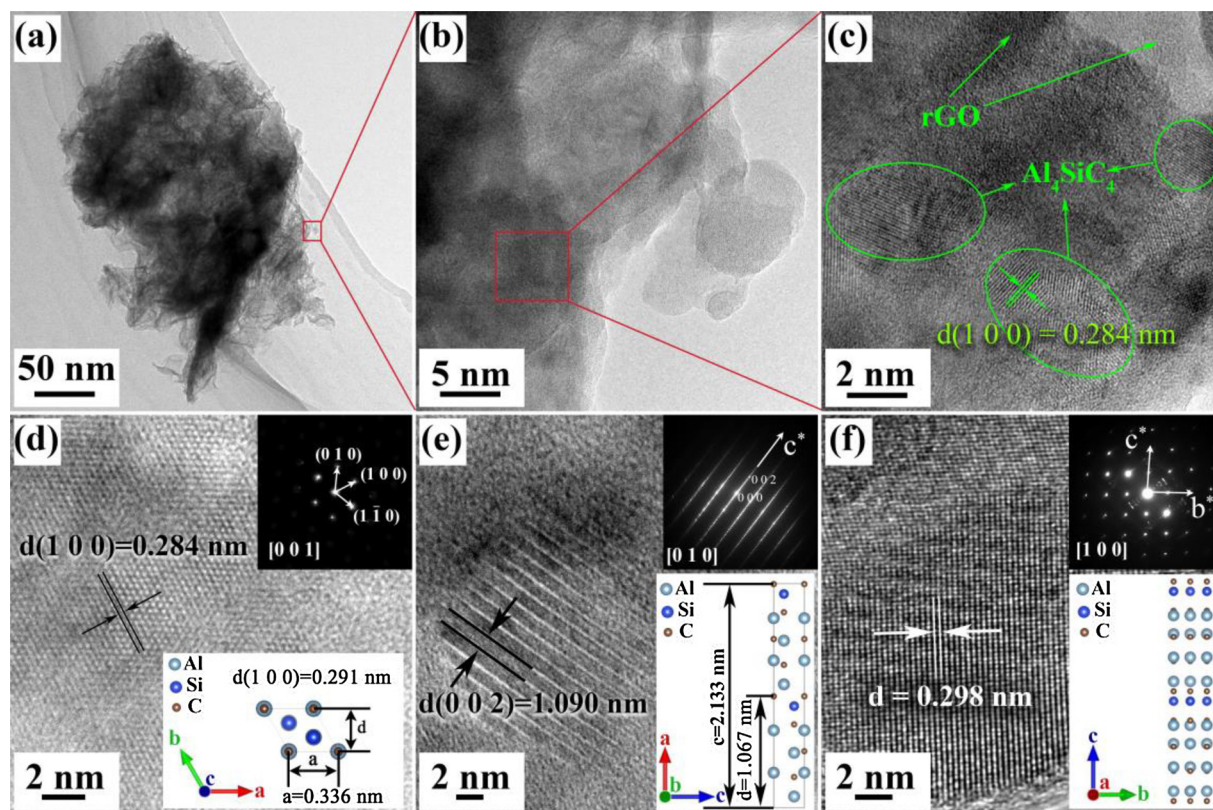 (a)
50 nm
(b)
5 nm
(c)
rGO
Al₄SiC₄
d(1 0 0) = 0.284 nm
2 nm
(d)
(0 1 0)
(1 0 0)
(1 1̄ 0)
[0 0 1]
d(1 0 0)=0.284 nm
Al
Si
C
d(1 0 0)=0.291 nm
d
a
a=0.336 nm
b
c
a
2 nm
(e)
c*
0 0 2
0 0 0
[0 1 0]
d(0 0 2)=1.090 nm
Al
Si
C
c=2.133 nm
d=1.067 nm
a
b
c
2 nm
(f)
c*
b*
[1 0 0]
d = 0.298 nm
Al
Si
C
c
a
b
2 nm